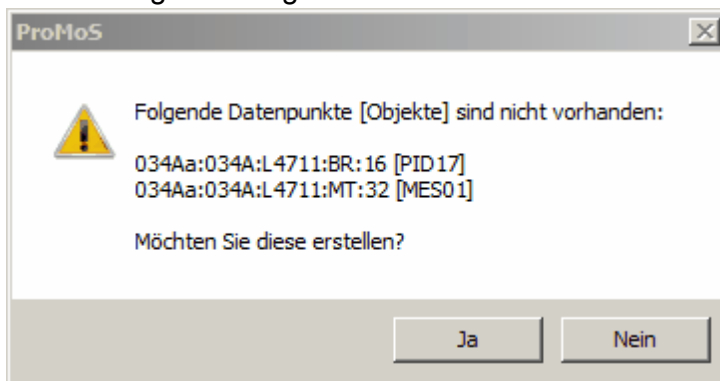 ProMoS
Folgende Datenpunkte [Objekte] sind nicht vorhanden:
034Aa:034A:L4711:BR:16 [PID17]
034Aa:034A:L4711:MT:32 [MES01]
Möchten Sie diese erstellen?
Ja
Nein